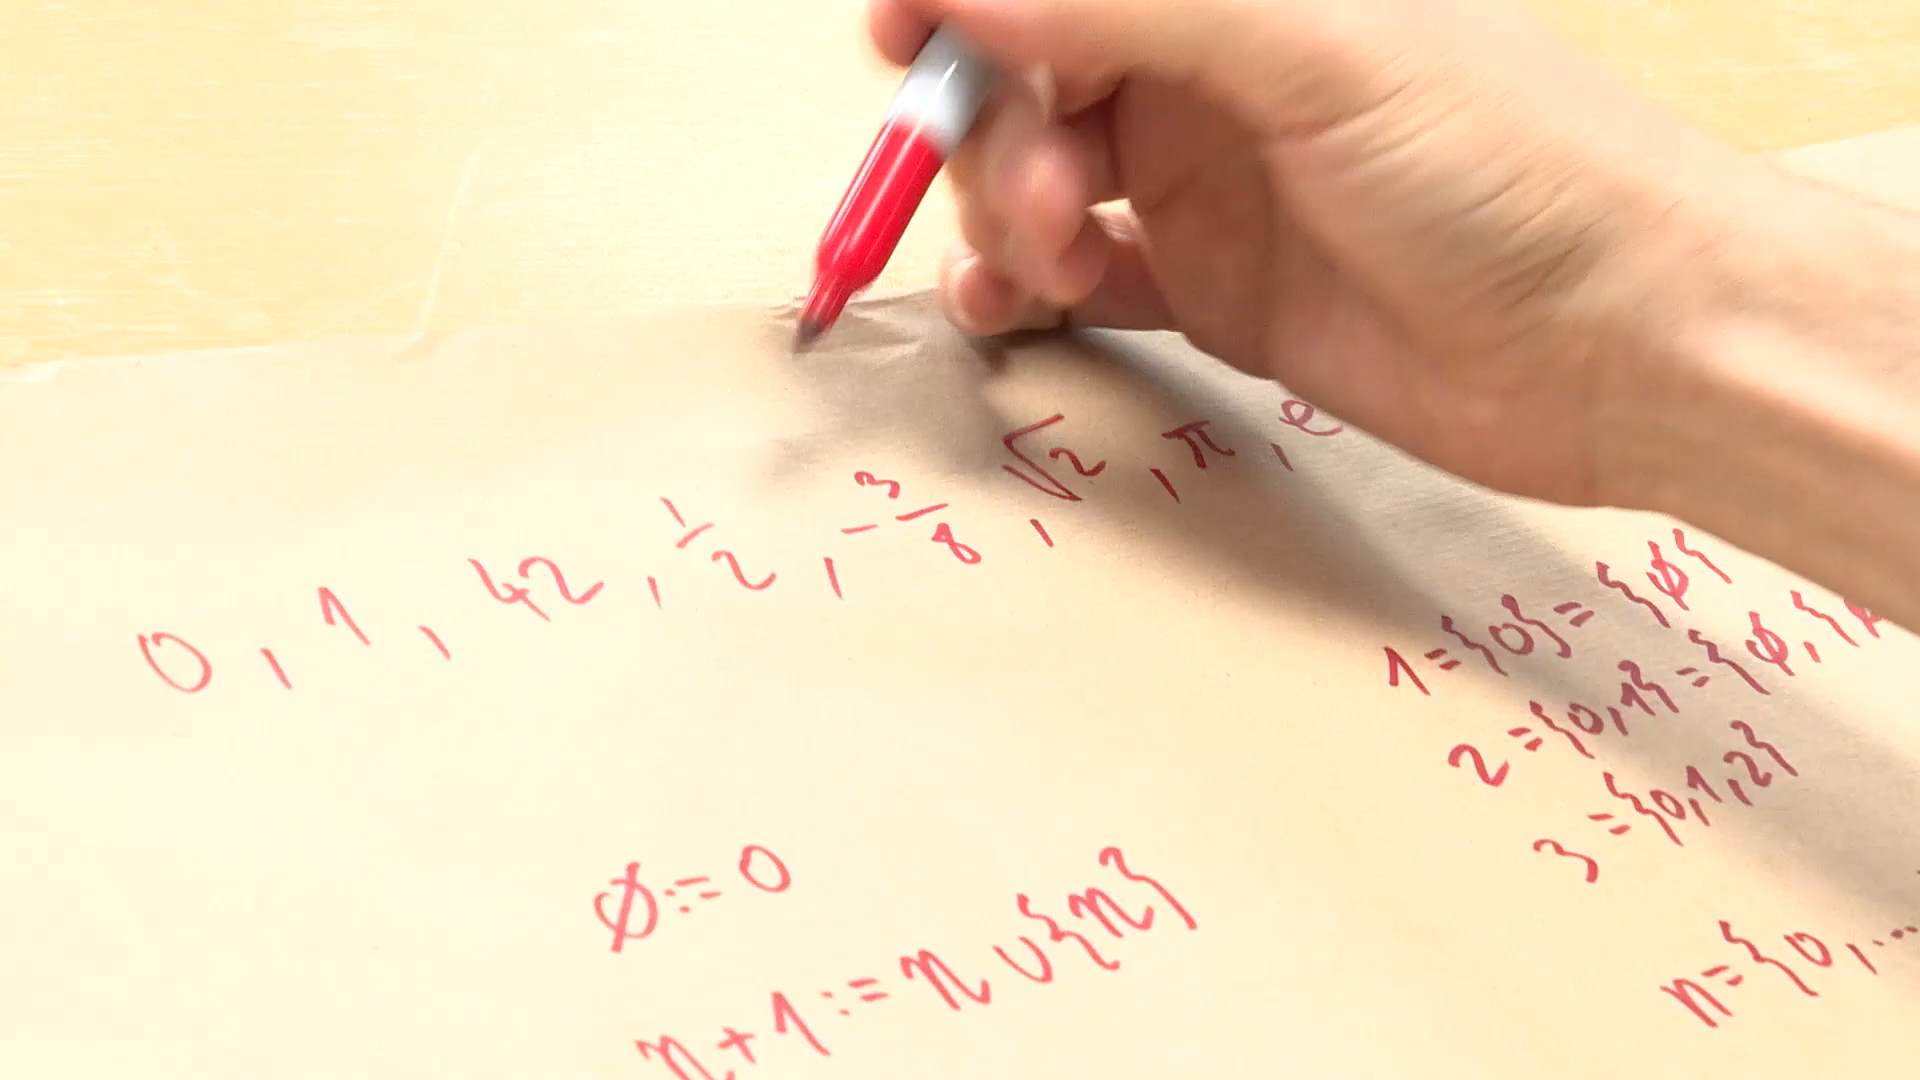 0, 1, 42, 1/2, -3/8, √2, π, e
1={0}={∅}
2={0,1}={∅,{
3={0,1,2}
n={0,...
∅:=0
n+1:=n∪{n}